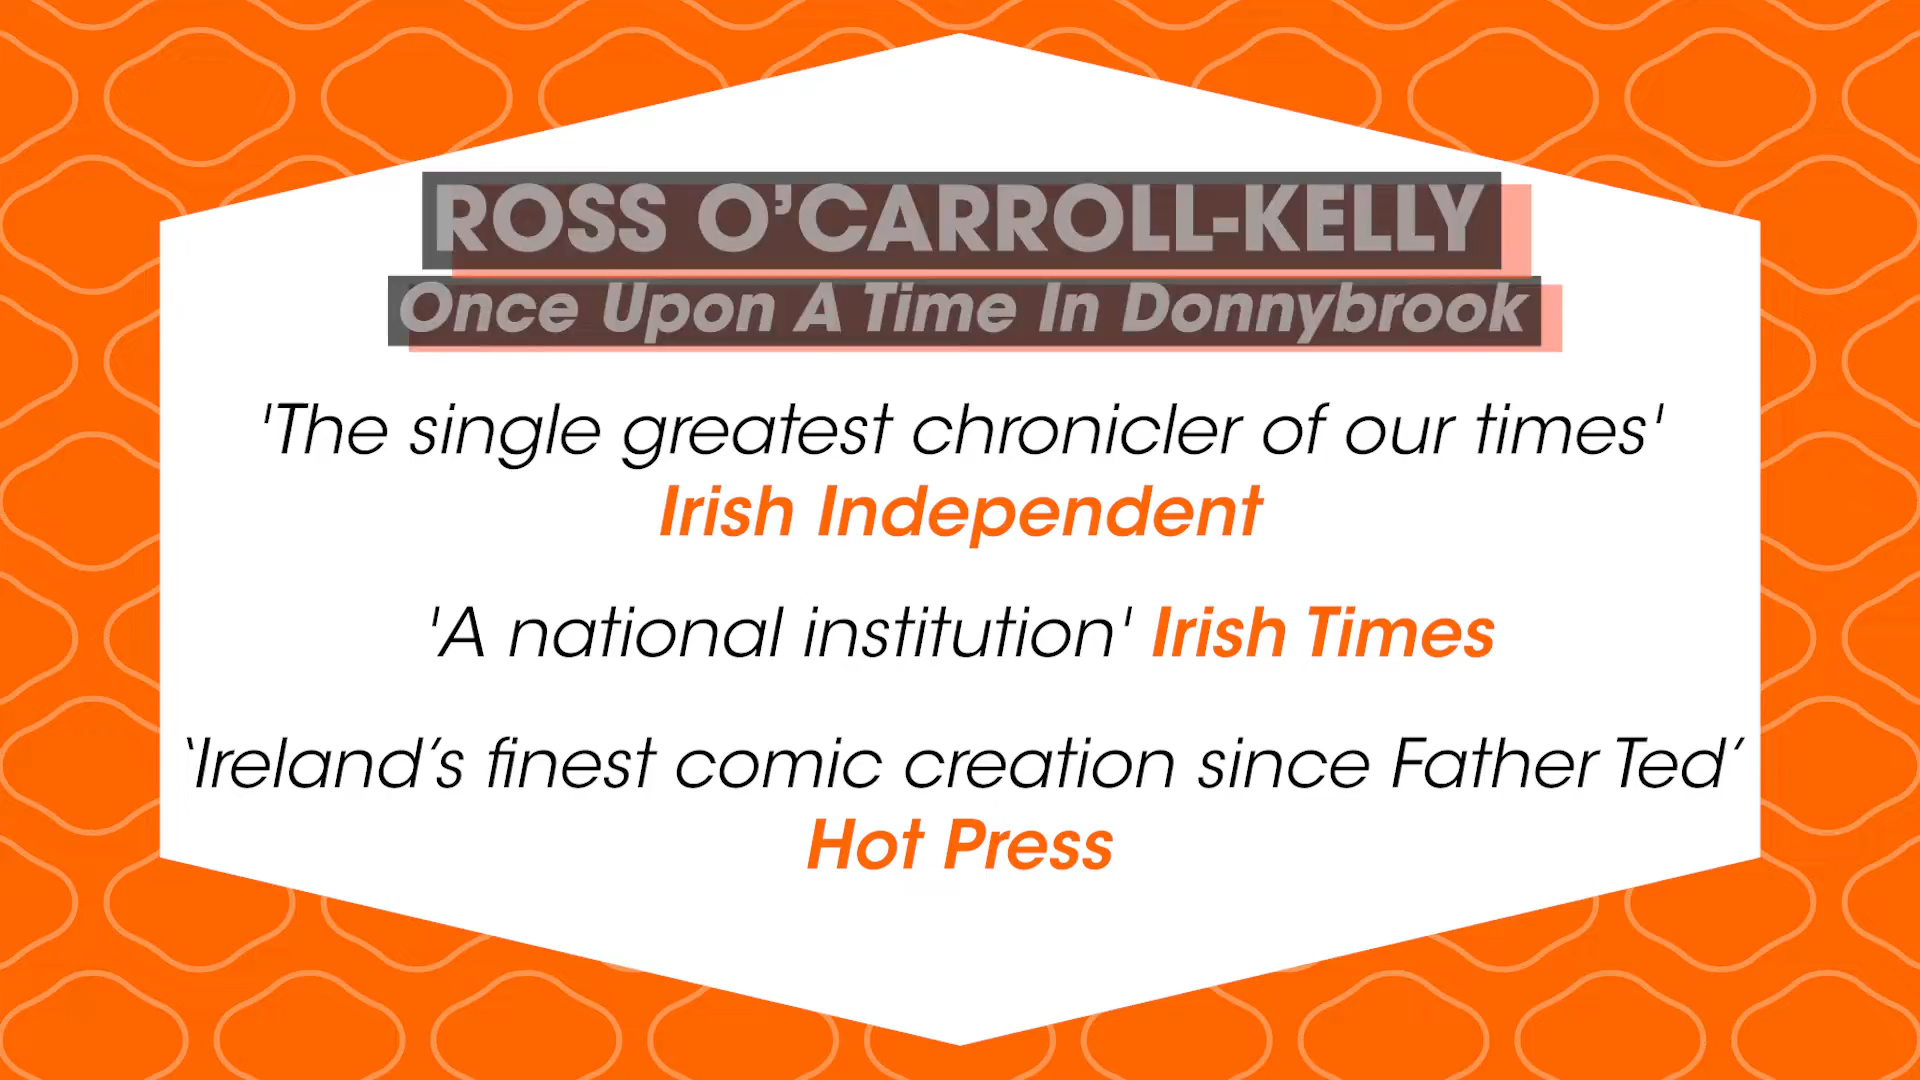 ROSS O’CARROLL-KELLY
Once Upon A Time In Donnybrook
'The single greatest chronicler of our times'
Irish Independent
'A national institution' Irish Times
‘Ireland’s finest comic creation since Father Ted’
Hot Press